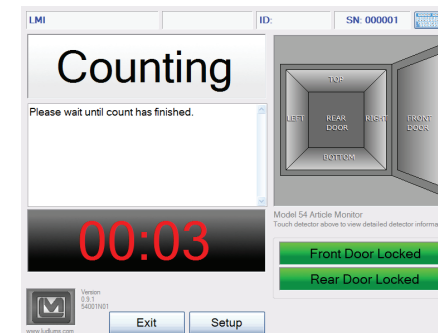 LMI ID: SN: 000001
Counting
Please wait until count has finished.
TOP
LEFT REAR DOOR RIGHT FRONT DOOR
BOTTOM
00:03
Model 54 Article Monitor
Touch detector above to view detailed detector informa
Front Door Locked
Rear Door Locked
Version
0.9.1
54001N01
www.ludlums.com
Exit Setup